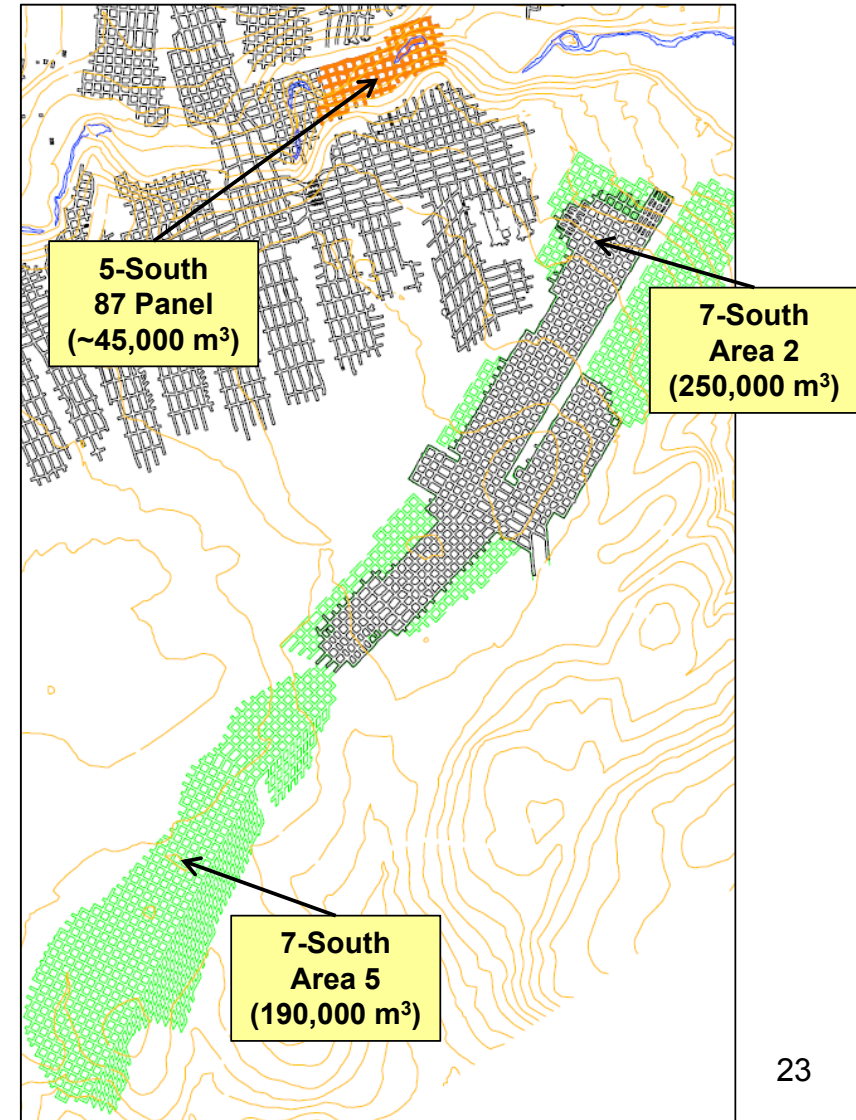 5-South
87 Panel
(~45,000 m³)
7-South
Area 2
(250,000 m³)
7-South
Area 5
(190,000 m³)
23